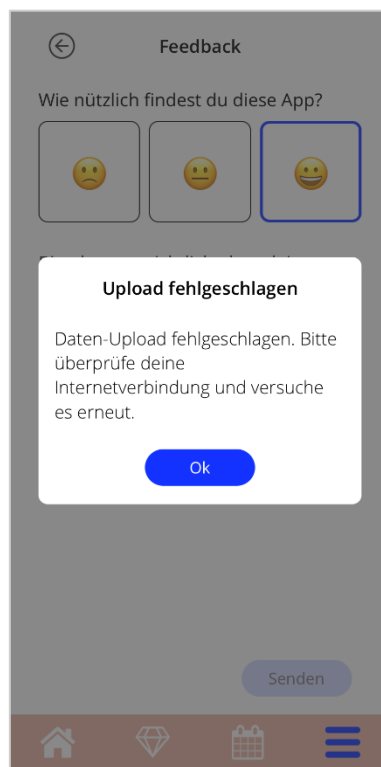 Feedback
Wie nützlich findest du diese App?
Upload fehlgeschlagen
Daten-Upload fehlgeschlagen. Bitte
überprüfe deine
Internetverbindung und versuche
es erneut.
Ok
Senden